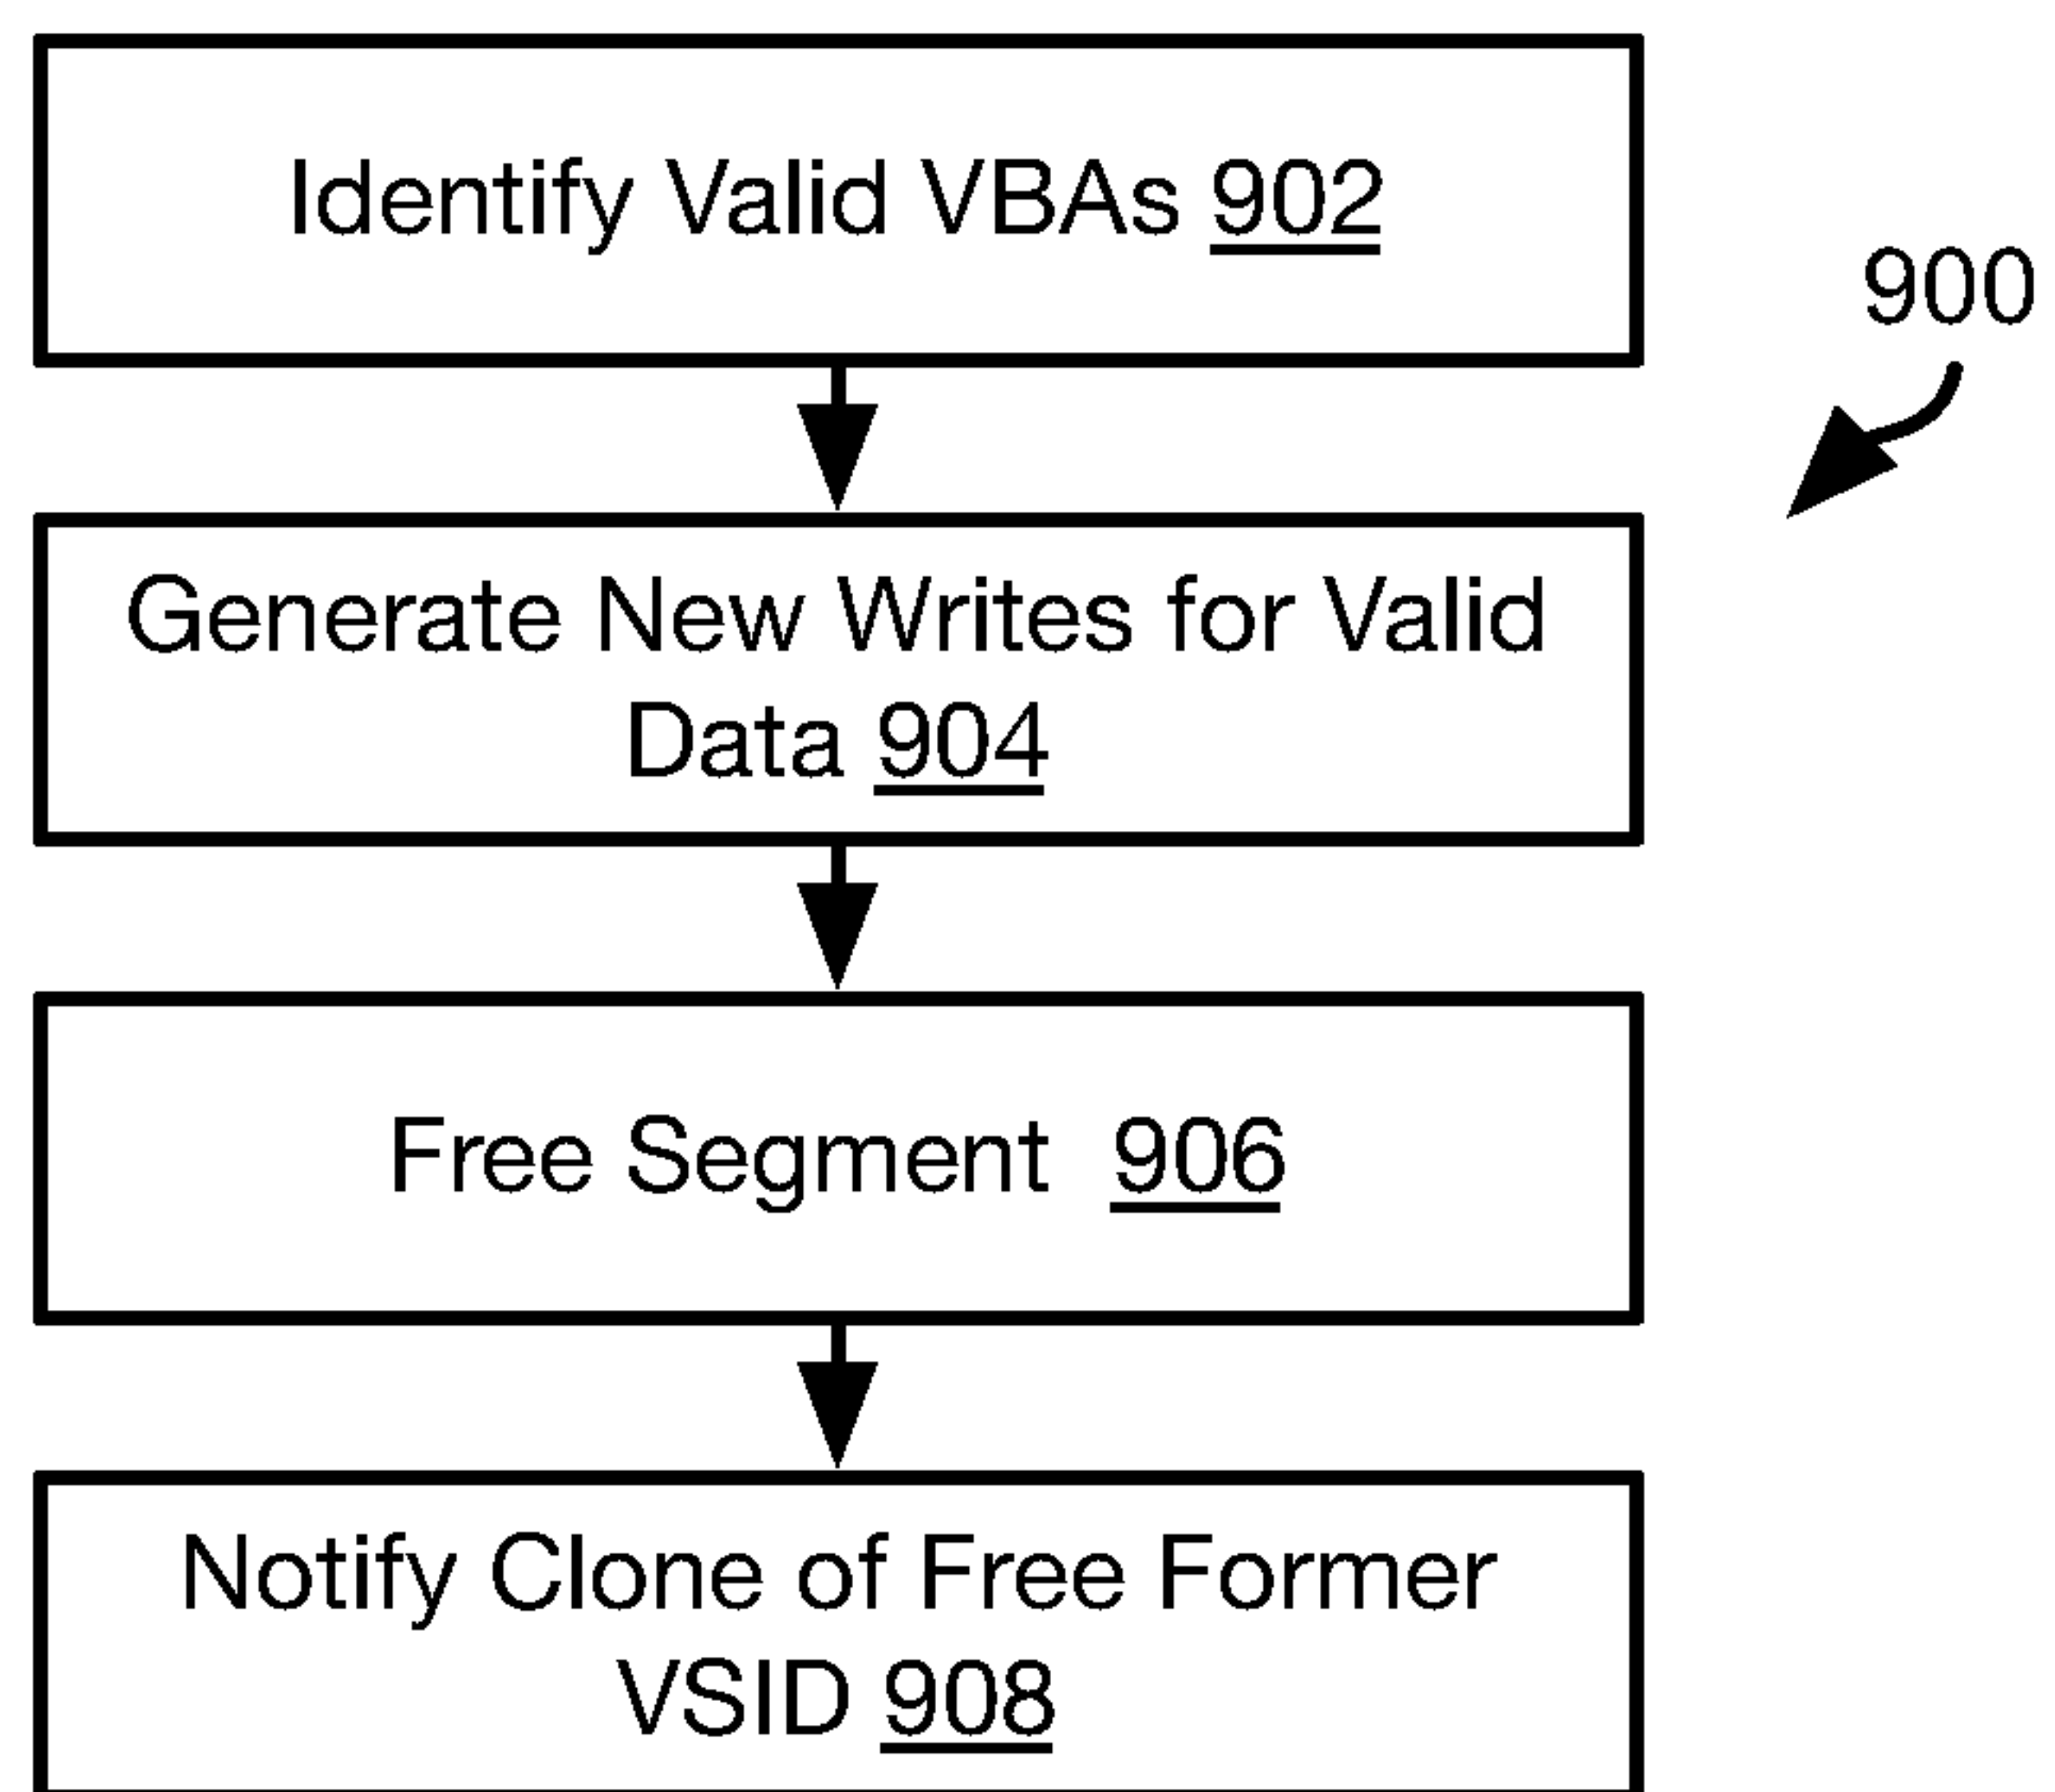 Identify Valid VBAs 902
900
Generate New Writes for Valid
Data 904
Free Segment 906
Notify Clone of Free Former
VSID 908